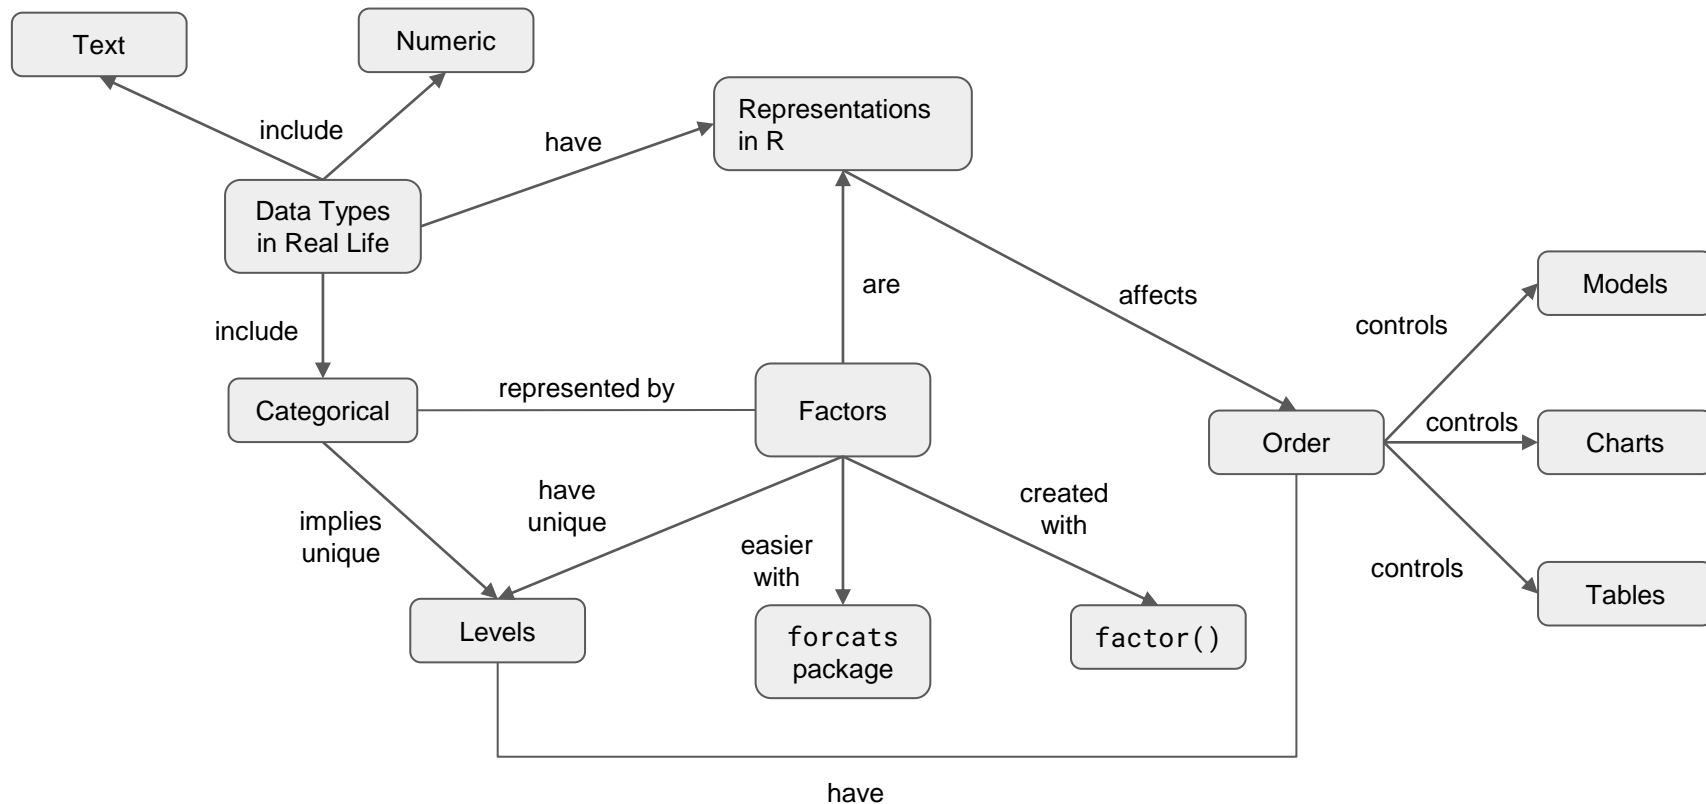 Text
Numeric
include
have
Representations
in R
Data Types
in Real Life
include
are
affects
Models
controls
Categorical
represented by
Factors
Order
controls
Charts
implies
unique
have
unique
easier
with
created
with
controls
Tables
Levels
forcats
package
factor()
have